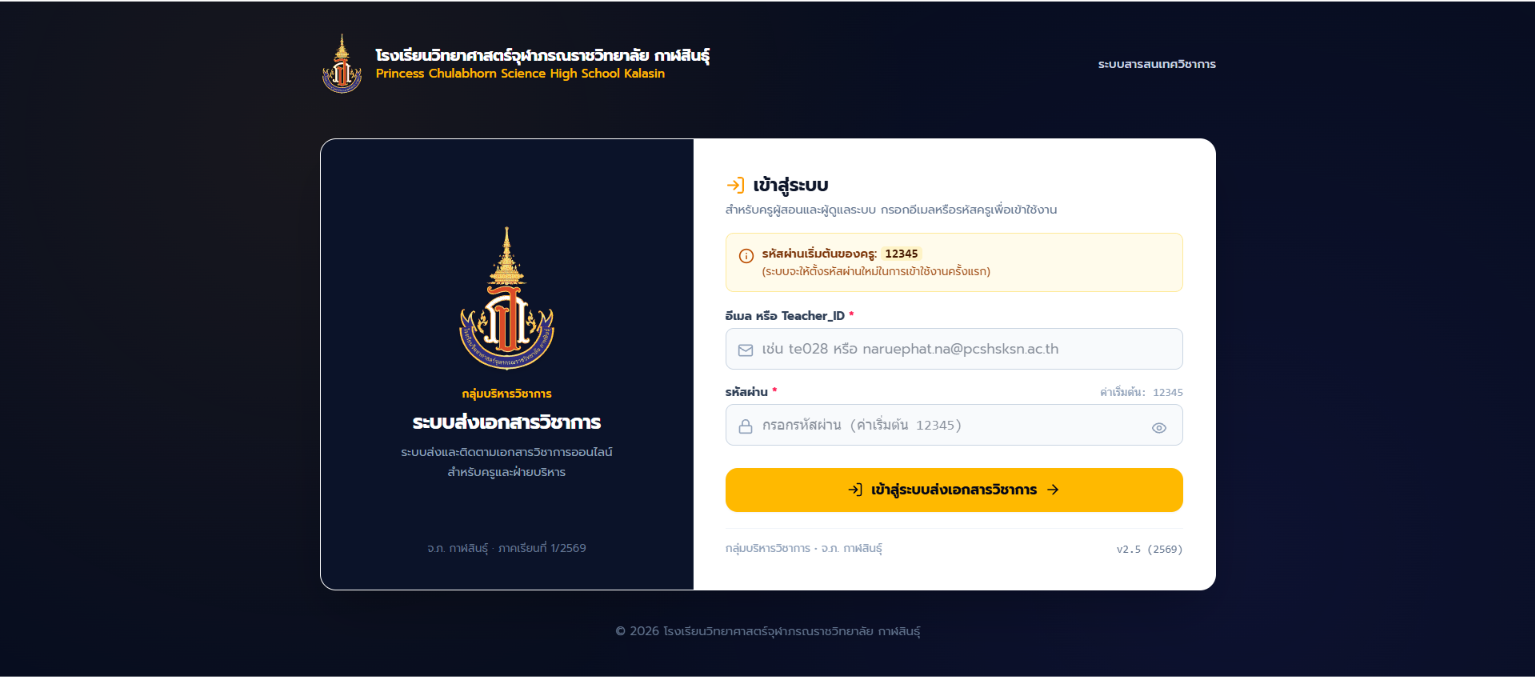 โรงเรียนวิทยาศาสตร์จุฬาภรณราชวิทยาลัย กาฬสินธุ์
Princess Chulabhorn Science High School Kalasin
ระบบสารสนเทศวิชาการ
กลุ่มบริหารวิชาการ
ระบบส่งเอกสารวิชาการ
ระบบส่งและติดตามเอกสารวิชาการออนไลน์
สำหรับครูและฝ่ายบริหาร
จ.ภ. กาฬสินธุ์ · ภาคเรียนที่ 1/2569
เข้าสู่ระบบ
สำหรับครูผู้สอนและผู้ดูแลระบบ กรอกอีเมลหรือรหัสครูเพื่อเข้าใช้งาน
รหัสผ่านเริ่มต้นของครู: 12345
(ระบบจะให้ตั้งรหัสผ่านใหม่ในการเข้าใช้งานครั้งแรก)
อีเมล หรือ Teacher_ID *
เช่น te028 หรือ naruephat.na@pcshsksn.ac.th
รหัสผ่าน *
ค่าเริ่มต้น: 12345
กรอกรหัสผ่าน (ค่าเริ่มต้น 12345)
เข้าสู่ระบบส่งเอกสารวิชาการ →
กลุ่มบริหารวิชาการ • จ.ภ. กาฬสินธุ์
v2.5 (2569)
© 2026 โรงเรียนวิทยาศาสตร์จุฬาภรณราชวิทยาลัย กาฬสินธุ์